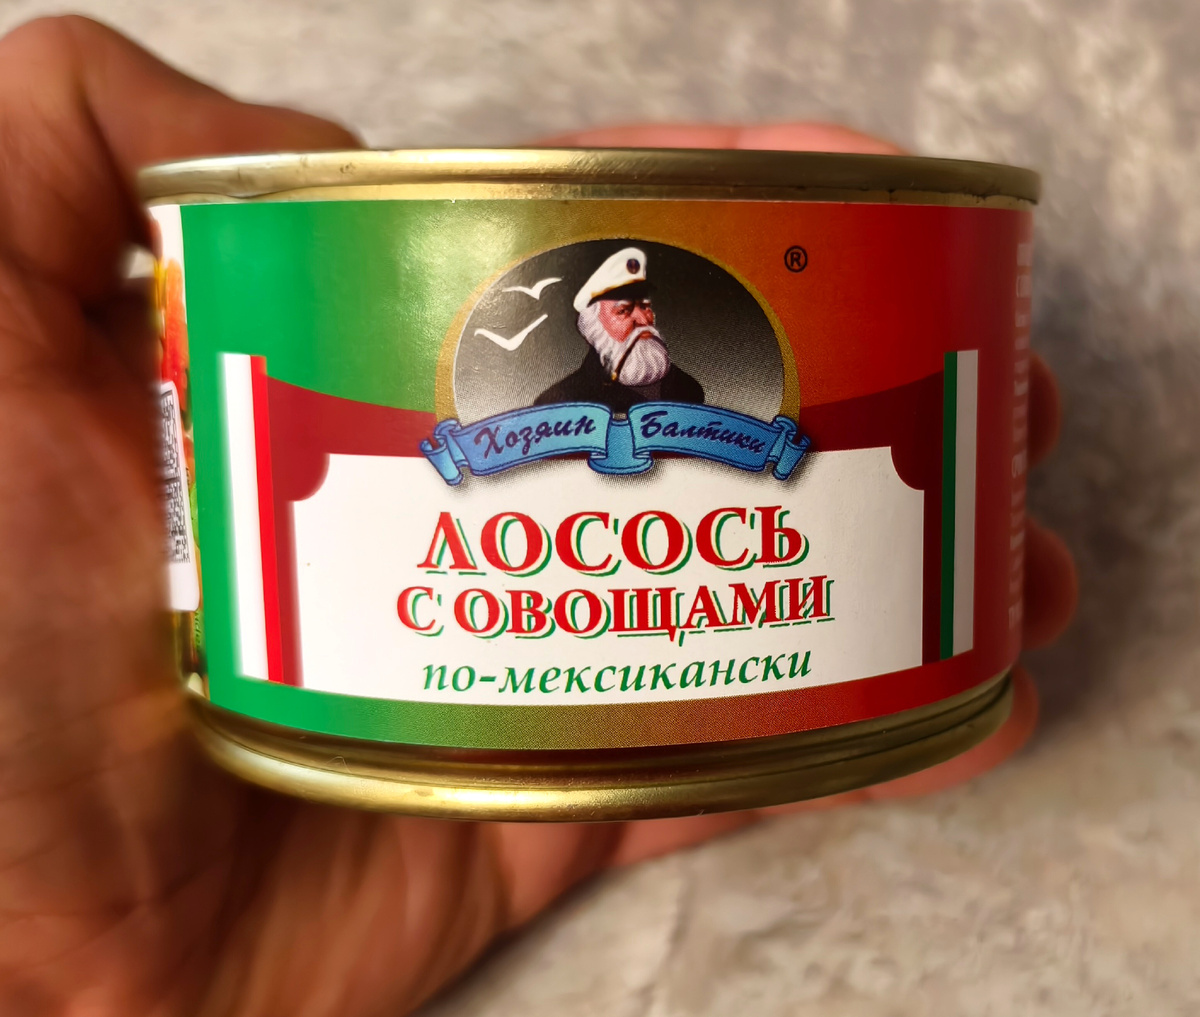 ®
Хозяин Балтики
ЛОСОСЬ
С ОВОЩАМИ
по-мексикански